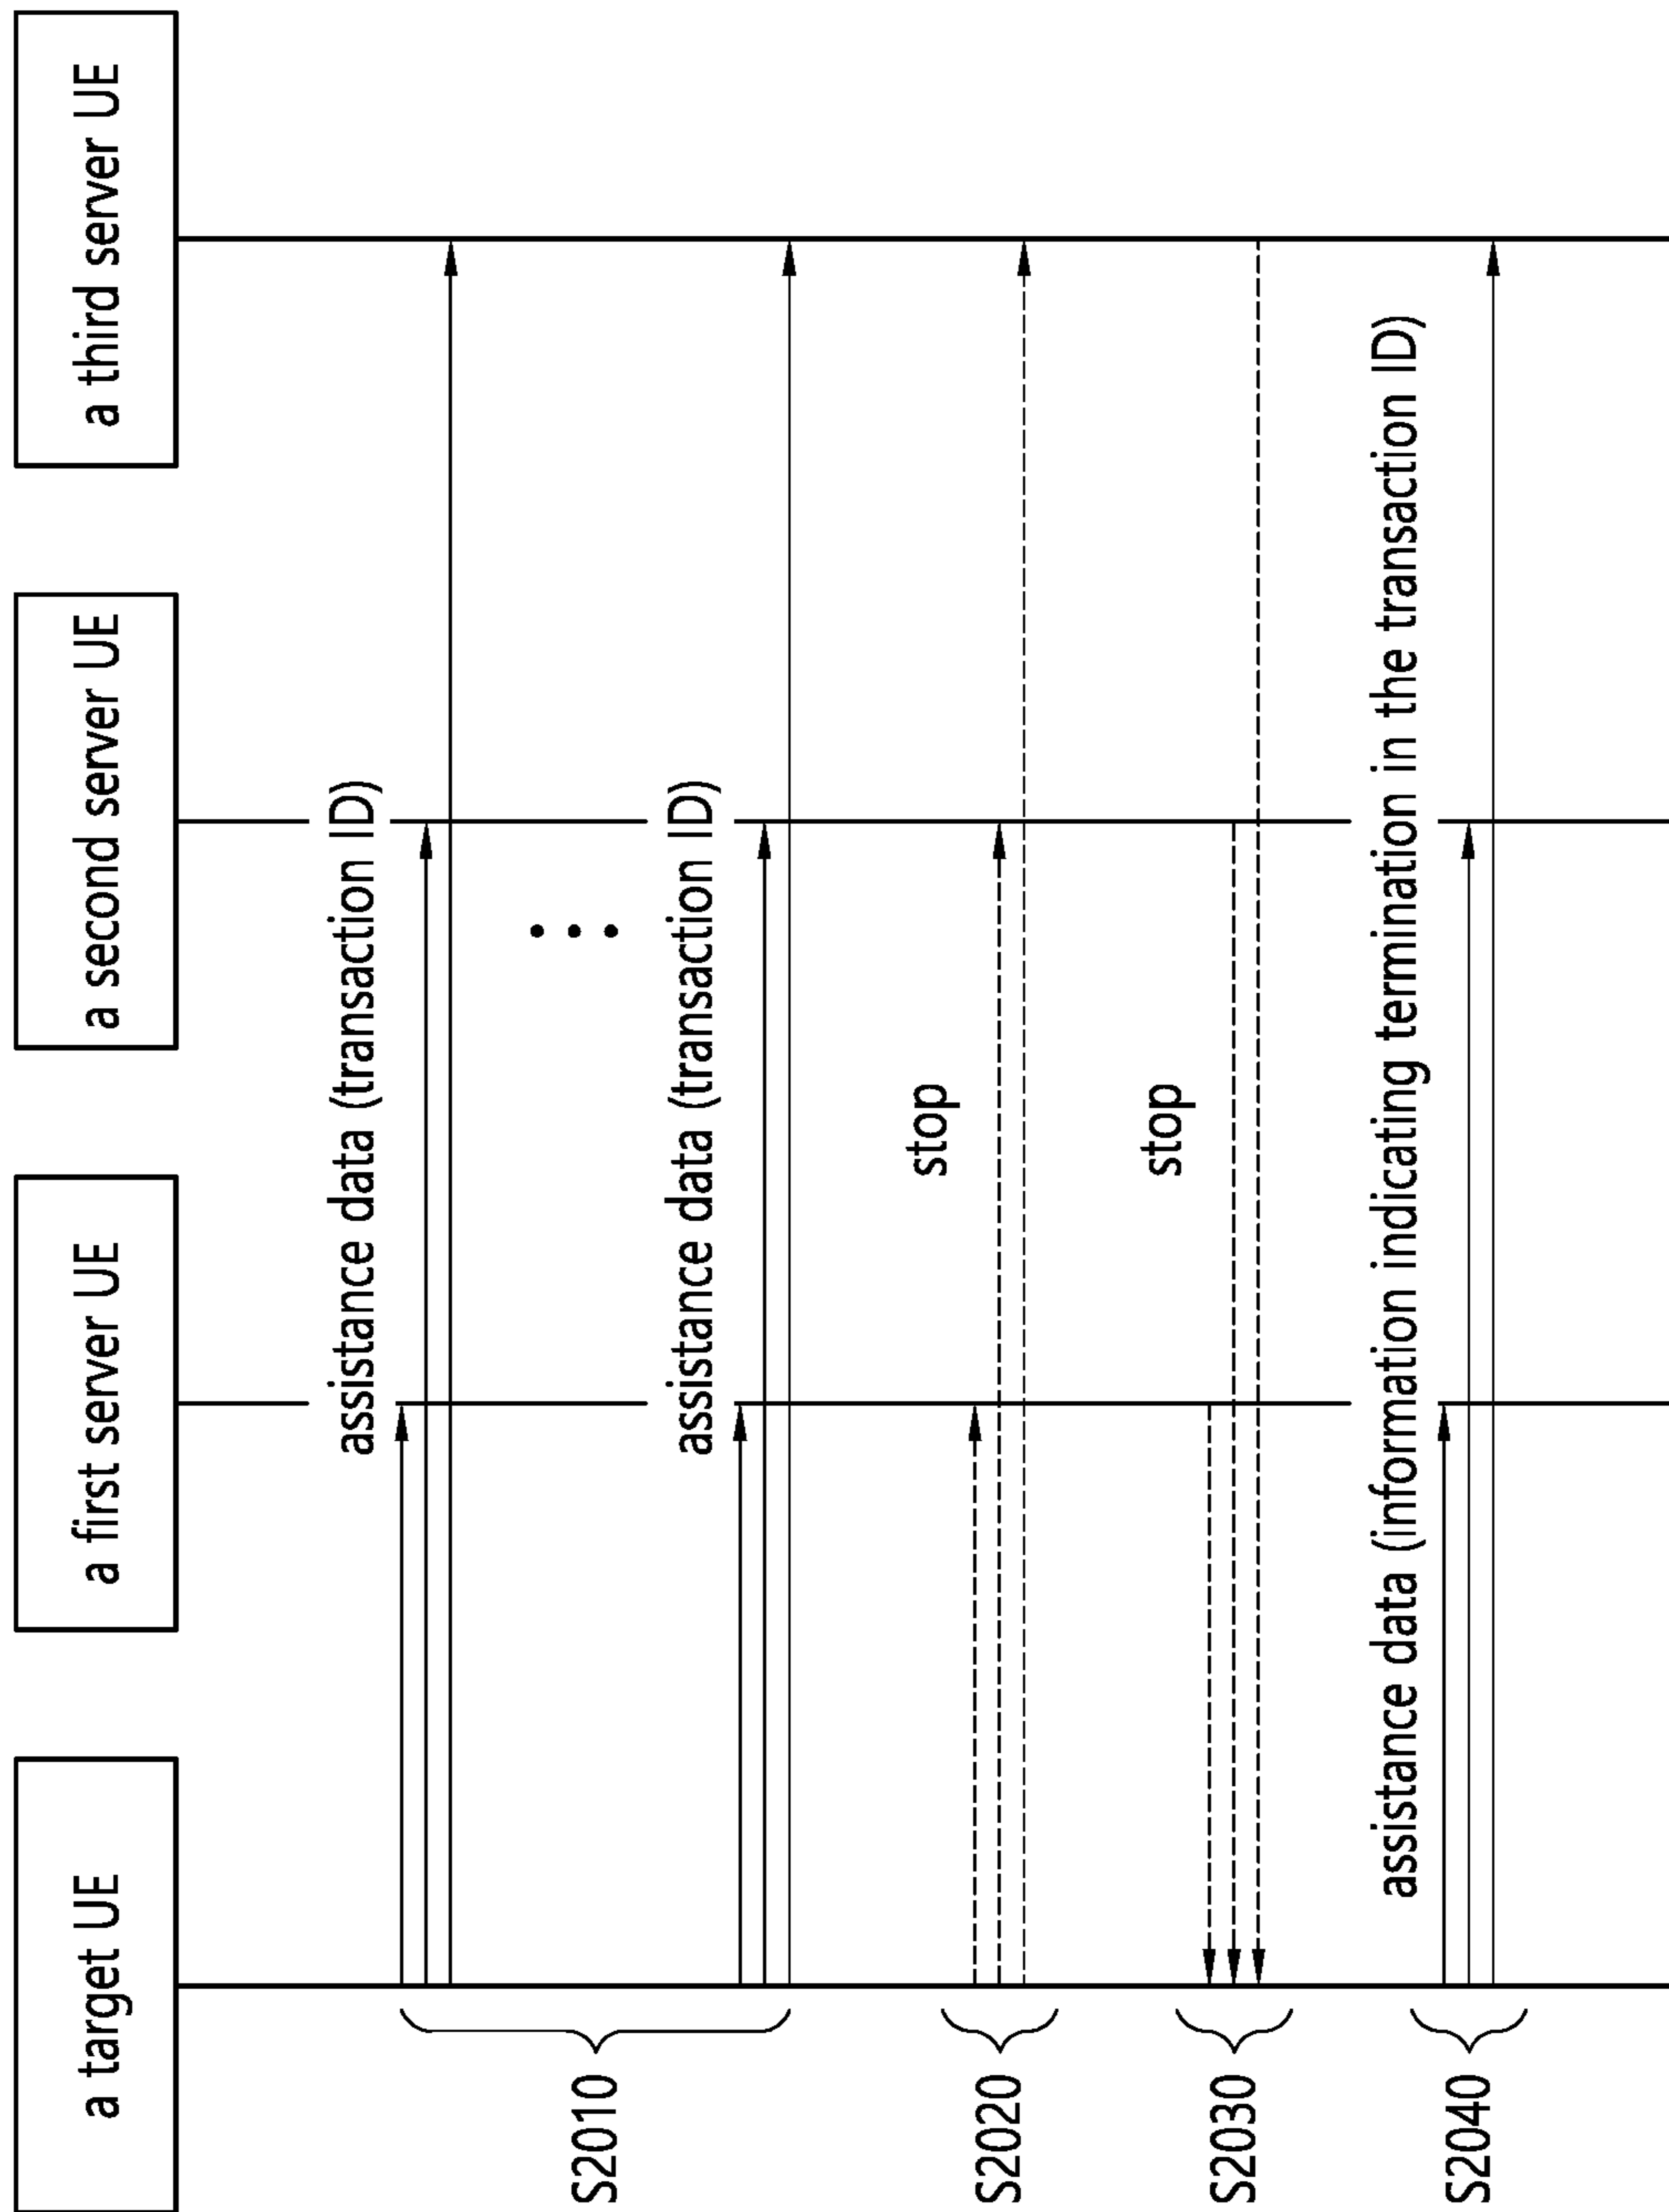 a target UE
a first server UE
a second server UE
a third server UE
assistance data (transaction ID)
S2010
assistance data (transaction ID)
stop
S2020
stop
S2030
assistance data (information indicating termination in the transaction ID)
S2040